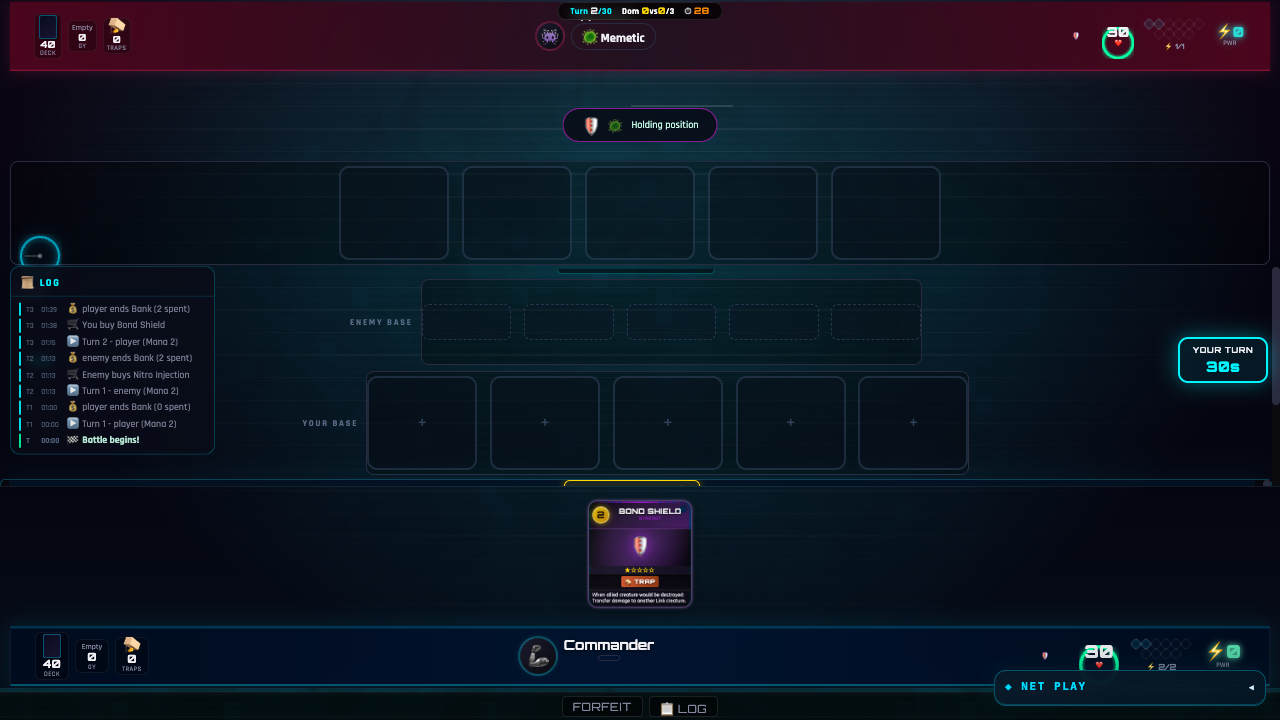 Turn 2/30 Dom 0vs0/3 ⏱28
40
DECK
Empty
0
GY
0
TRAPS
Memetic
30
1/1
0
PWR
Holding position
LOG
T3 01:39 player ends Bank (2 spent)
T3 01:38 You buy Bond Shield
T3 01:15 Turn 2 - player (Mana 2)
T2 01:13 enemy ends Bank (2 spent)
T2 01:13 Enemy buys Nitro Injection
T2 01:13 Turn 1 - enemy (Mana 2)
T1 01:00 player ends Bank (0 spent)
T1 00:00 Turn 1 - player (Mana 2)
T 00:00 Battle begins!
ENEMY BASE
YOUR TURN
30s
YOUR BASE
+ + + + +
2
BOND SHIELD
TRAP
When allied creature would be destroyed:
Transfer damage to another Link creature.
40
DECK
Empty
0
GY
0
TRAPS
Commander
30
2/2
0
PWR
NET PLAY
FORFEIT
LOG